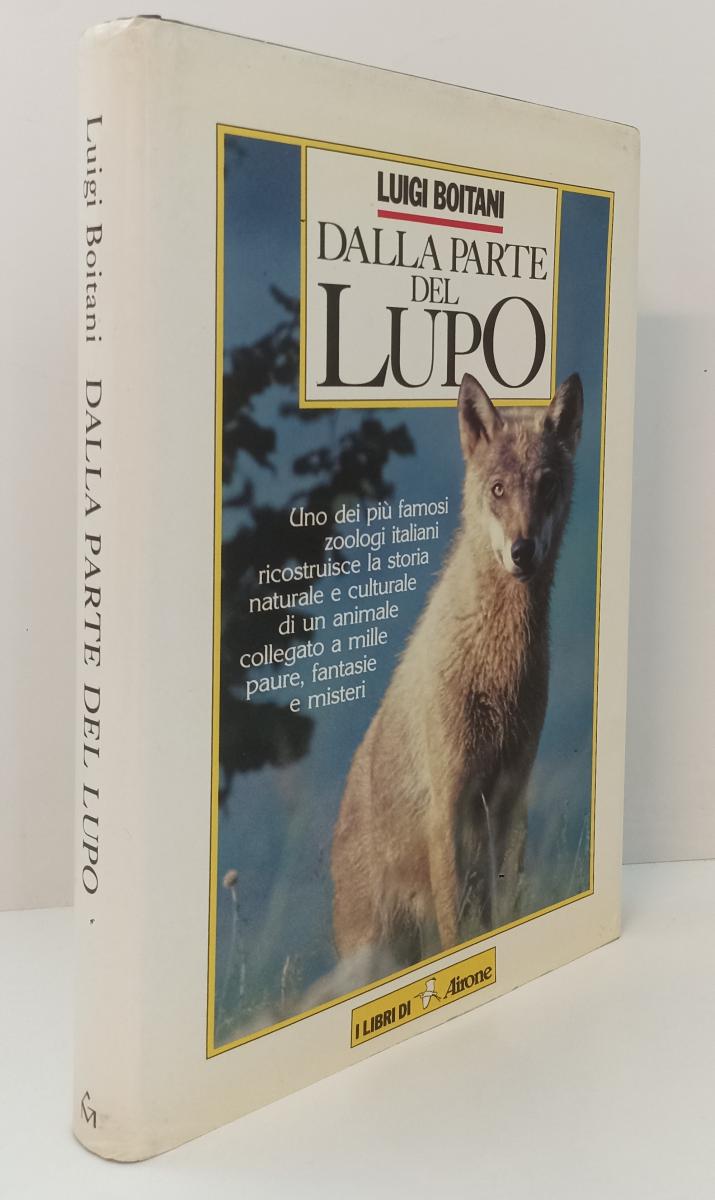 Luigi Boitani DALLA PARTE DEL LUPO
LUIGI BOITANI
DALLA PARTE
DEL
LUPO
Uno dei più famosi
zoologi italiani
ricostruisce la storia
naturale e culturale
di un animale
collegato a mille
paure, fantasie
e misteri
I LIBRI DI Airone